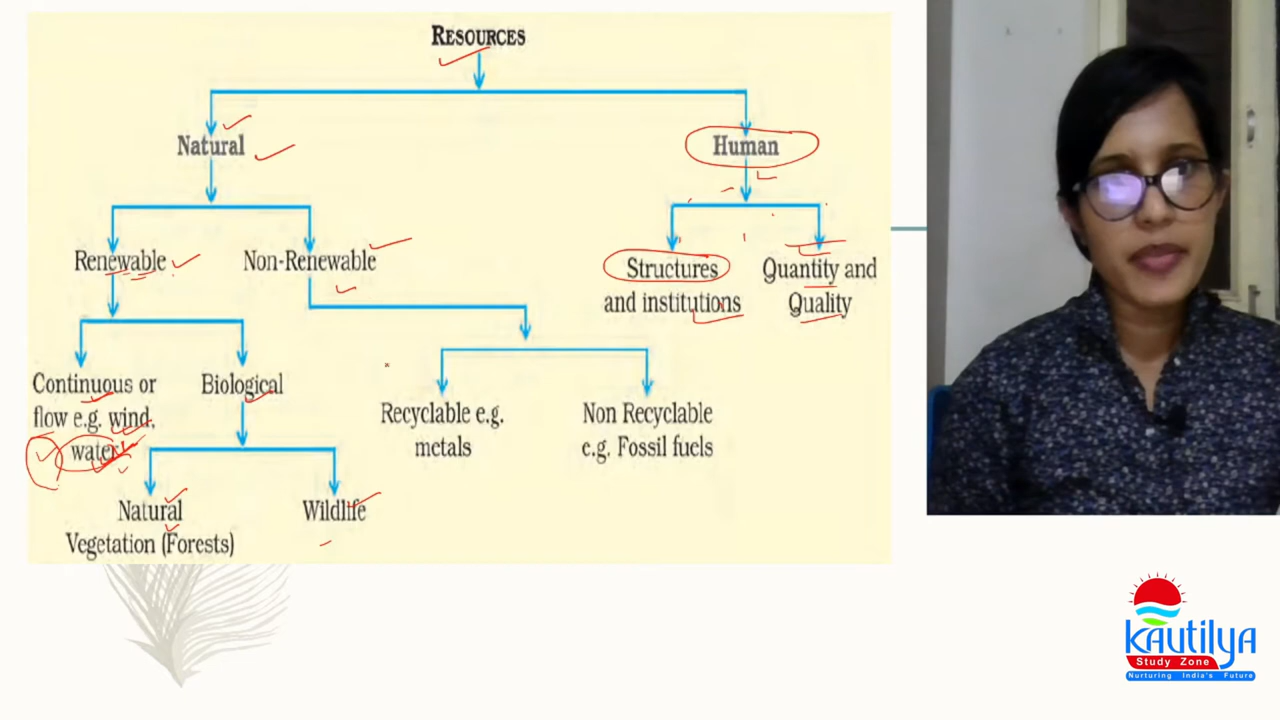 RESOURCES
Natural
Human
Renewable
Non-Renewable
Structures
and institutions
Quantity and
Quality
Continuous or
flow e.g. wind,
water
Biological
Recyclable e.g.
metals
Non Recyclable
e.g. Fossil fuels
Natural
Vegetation (Forests)
Wildlife
kautilya
Study Zone
Nurturing India's Future